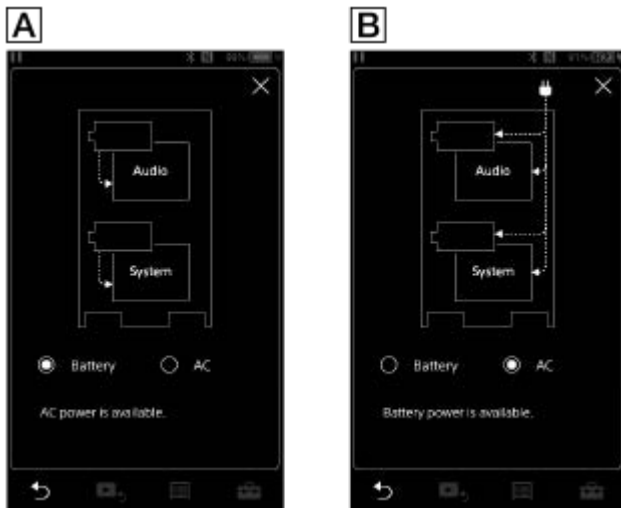 A
Audio
System
Battery AC
AC power is available.
B
Audio
System
Battery AC
Battery power is available.